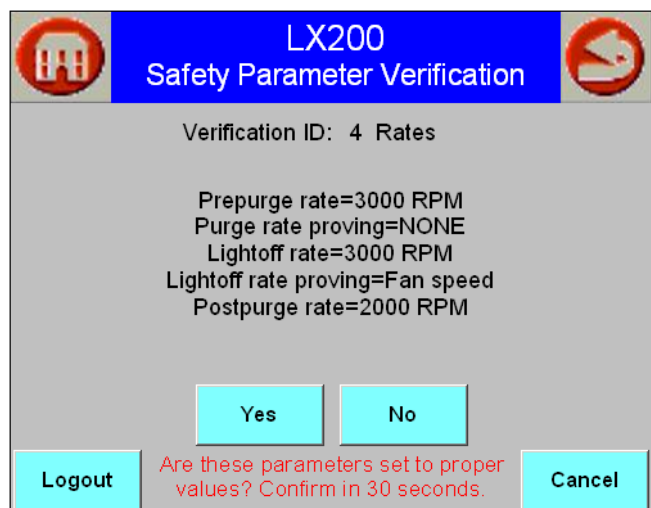 LX200
Safety Parameter Verification
Verification ID: 4 Rates
Prepurge rate=3000 RPM
Purge rate proving=NONE
Lightoff rate=3000 RPM
Lightoff rate proving=Fan speed
Postpurge rate=2000 RPM
Yes
No
Logout
Are these parameters set to proper
values? Confirm in 30 seconds.
Cancel